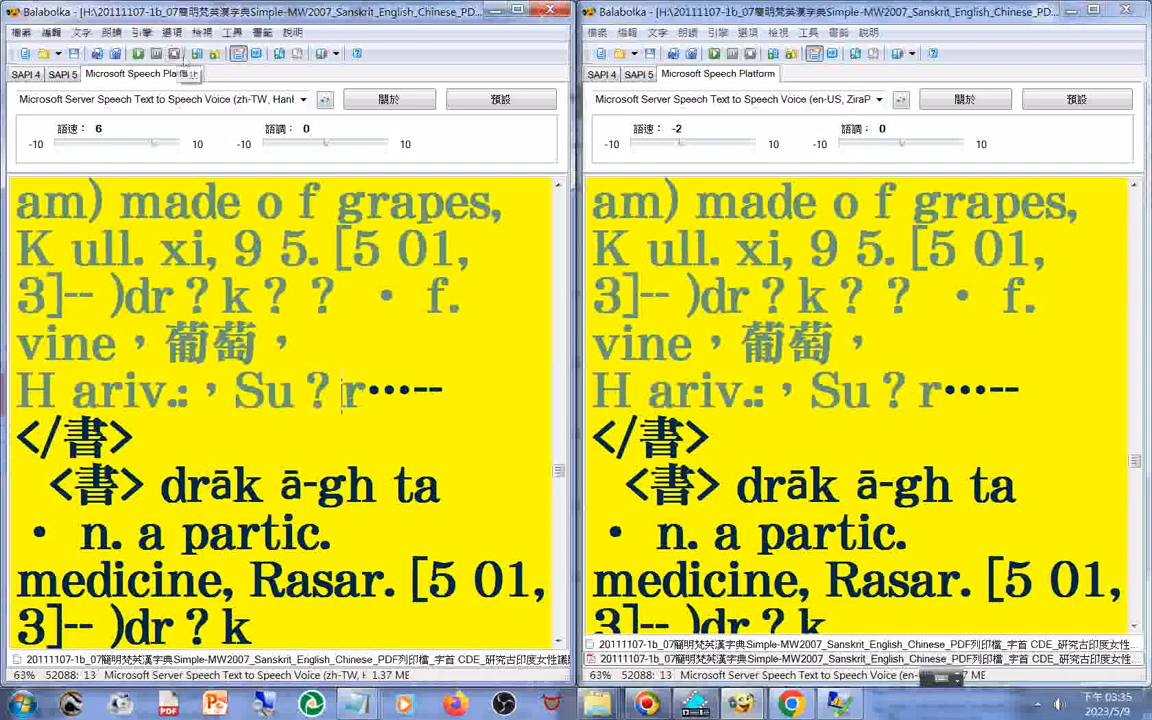 Balabolka - [H:\20111107-1b_07簡明梵英漢字典Simple-MW2007_Sanskrit_English_Chinese_PD...
檔案 編輯 文字 朗讀 引擎 選項 檢視 工具 書籤 說明
SAPI 4 SAPI 5 Microsoft Speech Pla
Microsoft Server Speech Text to Speech Voice (zh-TW, Han 關於 預設
語速： 6 語調： 0
-10 10 -10 10
am) made o f grapes,
K ull. xi, 9 5. [5 01,
3]-- )dr？k？？ • f.
vine，葡萄，
H ariv.:，Su？r⋯--
</書>
<書> drāk ā-gh ta
• n. a partic.
medicine, Rasar. [5 01,
3]-- )dr？k
20111107-1b_07簡明梵英漢字典Simple-MW2007_Sanskrit_English_Chinese_PDF列印檔_字首 CDE_研究古印度女性議
63% 52088: 13 Microsoft Server Speech Text to Speech Voice (zh-TW, H 1.37 ME
Balabolka - [H:\20111107-1b_07簡明梵英漢字典Simple-MW2007_Sanskrit_English_Chinese_PD...
檔案 編輯 文字 朗讀 引擎 選項 檢視 工具 書籤 說明
SAPI 4 SAPI 5 Microsoft Speech Platform
Microsoft Server Speech Text to Speech Voice (en-US, ZiraP 關於 預設
語速： -2 語調： 0
-10 10 -10 10
am) made o f grapes,
K ull. xi, 9 5. [5 01,
3]-- )dr？k？？ • f.
vine，葡萄，
H ariv.:，Su？r⋯--
</書>
<書> drāk ā-gh ta
• n. a partic.
medicine, Rasar. [5 01,
3]-- )dr？k
20111107-1b_07簡明梵英漢字典Simple-MW2007_Sanskrit_English_Chinese_PDF列印檔_字首 CDE_研究古印度女性...
20111107-1b_07簡明梵英漢字典Simple-MW2007_Sanskrit_English_Chinese_PDF列印檔_字首 CDE_研究古印度女性...
63% 52088: 13 Microsoft Server Speech Text to Speech Voice (en- 7 ME
下午 03:35
2023/5/9